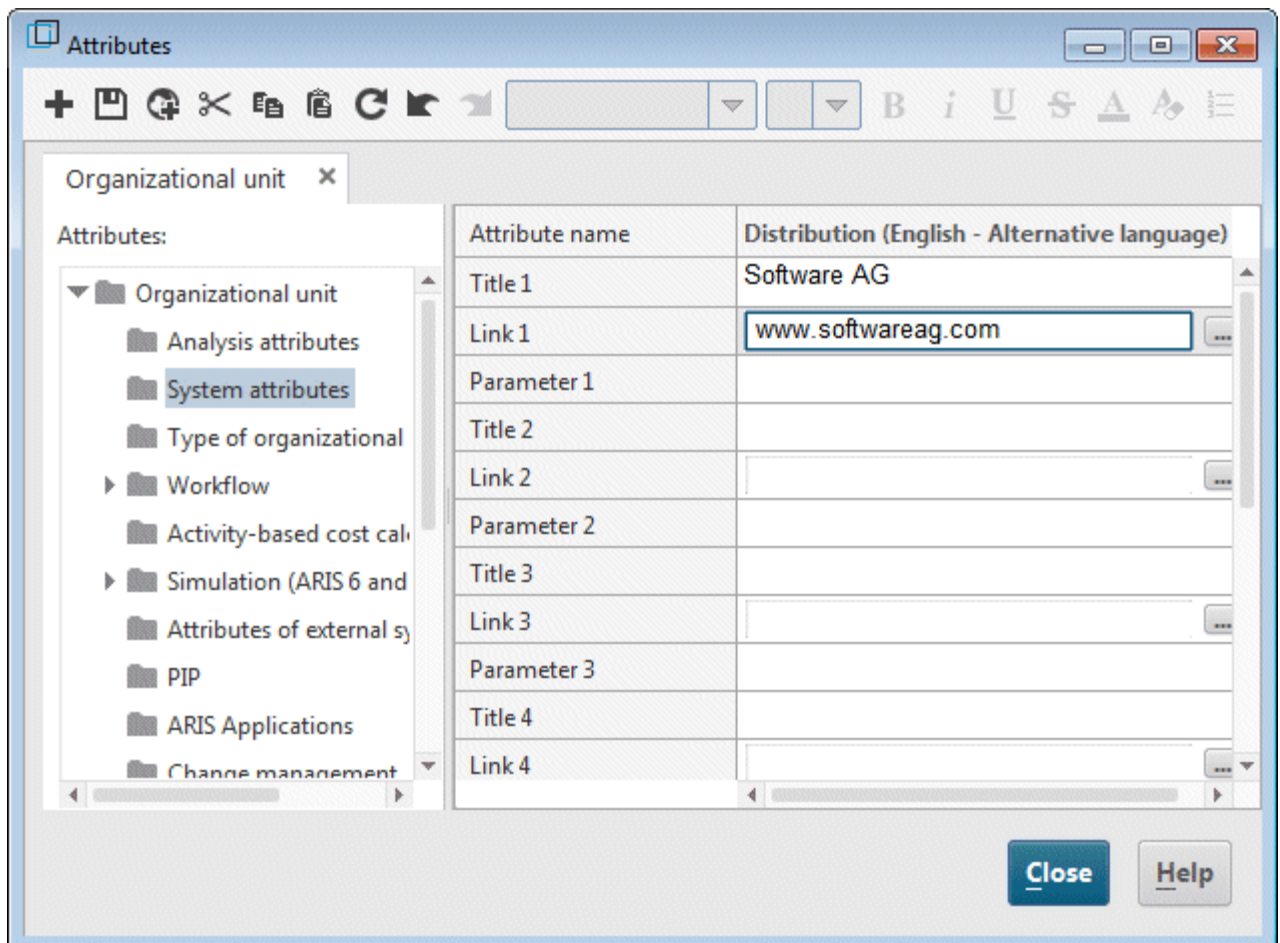 Attributes
B i U S A A
Organizational unit
Attributes:
Organizational unit
Analysis attributes
System attributes
Type of organizational
Workflow
Activity-based cost cal
Simulation (ARIS 6 and
Attributes of external sy
PIP
ARIS Applications
Change management
Attribute name Distribution (English - Alternative language)
Title 1 Software AG
Link 1 www.softwareag.com ...
Parameter 1
Title 2
Link 2 ...
Parameter 2
Title 3
Link 3 ...
Parameter 3
Title 4
Link 4 ...
Close Help